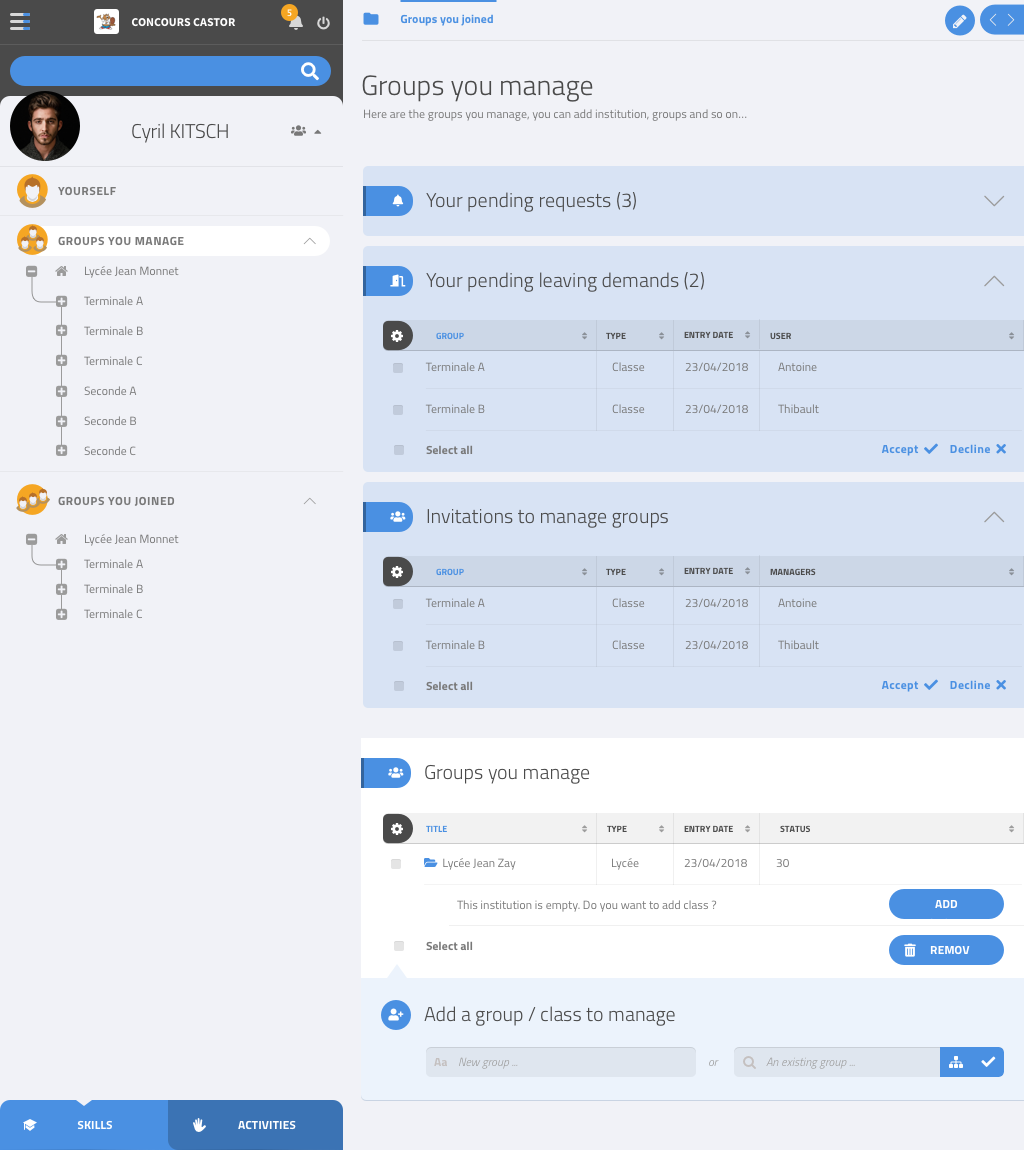 CONCOURS CASTOR
5
Cyril KITSCH
YOURSELF
GROUPS YOU MANAGE
Lycée Jean Monnet
Terminale A
Terminale B
Terminale C
Seconde A
Seconde B
Seconde C
GROUPS YOU JOINED
Lycée Jean Monnet
Terminale A
Terminale B
Terminale C
SKILLS
ACTIVITIES
Groups you joined
Groups you manage
Here are the groups you manage, you can add institution, groups and so on...
Your pending requests (3)
Your pending leaving demands (2)
GROUP TYPE ENTRY DATE USER
Terminale A Classe 23/04/2018 Antoine
Terminale B Classe 23/04/2018 Thibault
Select all Accept Decline
Invitations to manage groups
GROUP TYPE ENTRY DATE MANAGERS
Terminale A Classe 23/04/2018 Antoine
Terminale B Classe 23/04/2018 Thibault
Select all Accept Decline
Groups you manage
TITLE TYPE ENTRY DATE STATUS
Lycée Jean Zay Lycée 23/04/2018 30
This institution is empty. Do you want to add class ? ADD
Select all REMOV
Add a group / class to manage
Aa New group ... or An existing group ...